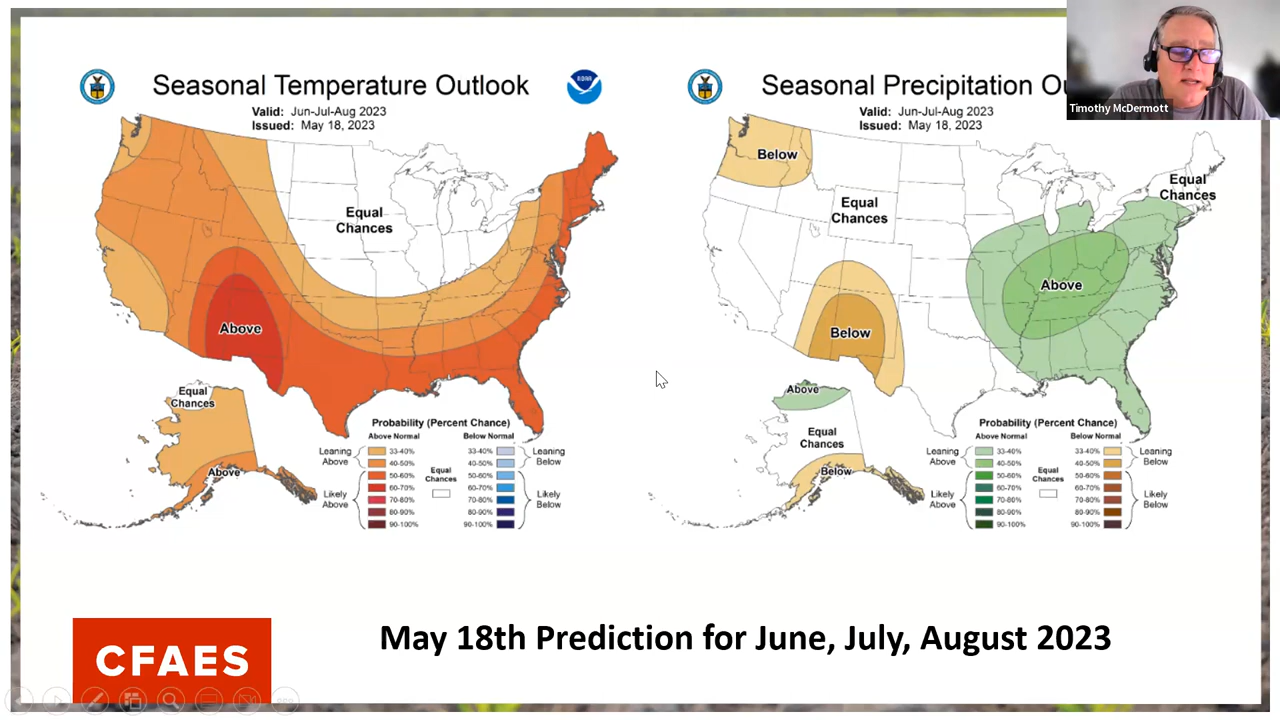 Seasonal Temperature Outlook
NOAA
Valid: Jun-Jul-Aug 2023
Issued: May 18, 2023
Equal
Chances
Above
Equal
Chances
Above
Probability (Percent Chance)
Above Normal
Below Normal
Leaning
Above
33-40%
40-50%
50-60%
60-70%
70-80%
80-90%
90-100%
Likely
Above
Equal
Chances
33-40%
40-50%
50-60%
60-70%
70-80%
80-90%
90-100%
Leaning
Below
Likely
Below
Seasonal Precipitation Ou
Valid: Jun-Jul-Aug 2023
Issued: May 18, 2023
Timothy McDermott
Below
Equal
Chances
Equal
Chances
Above
Below
Above
Equal
Chances
Below
Probability (Percent Chance)
Above Normal
Below Normal
Leaning
Above
33-40%
40-50%
50-60%
60-70%
70-80%
80-90%
90-100%
Likely
Above
Equal
Chances
33-40%
40-50%
50-60%
60-70%
70-80%
80-90%
90-100%
Leaning
Below
Likely
Below
May 18th Prediction for June, July, August 2023
CFAES